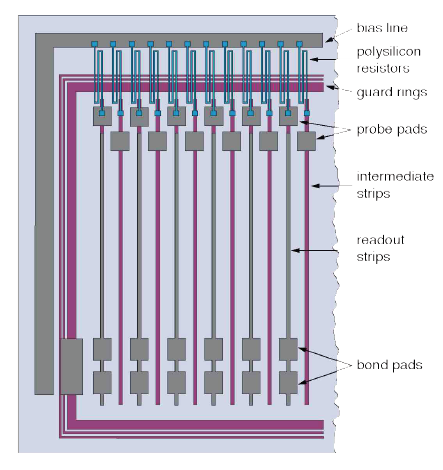 bias line
polysilicon
resistors
guard rings
probe pads
intermediate
strips
readout
strips
bond pads